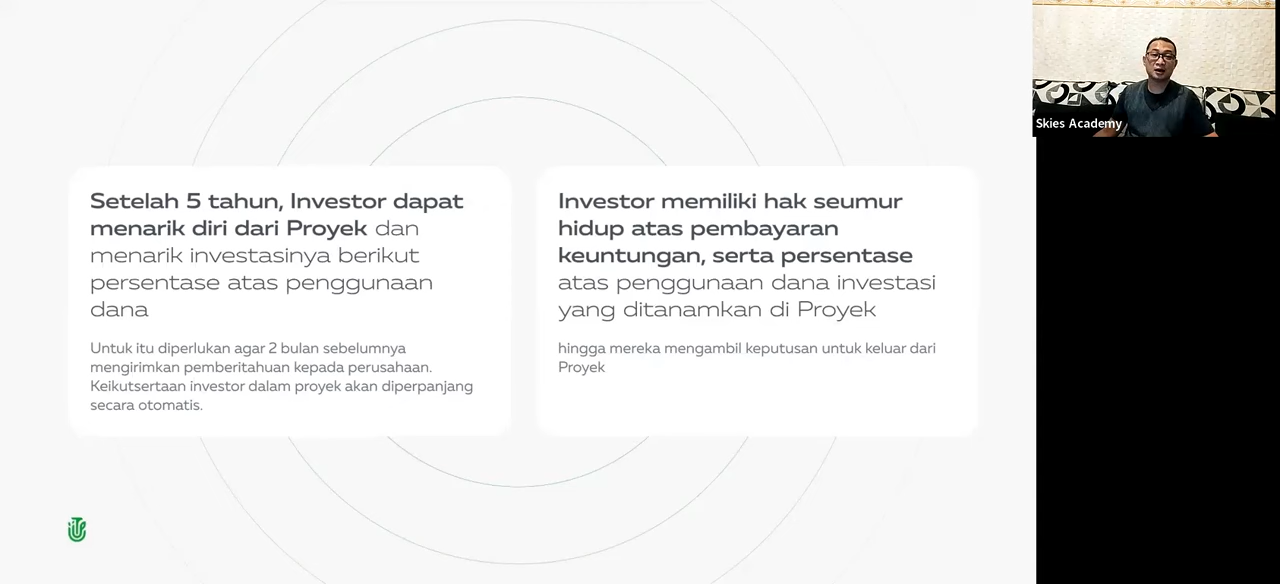 Setelah 5 tahun, Investor dapat
menarik diri dari Proyek dan
menarik investasinya berikut
persentase atas penggunaan
dana
Untuk itu diperlukan agar 2 bulan sebelumnya
mengirimkan pemberitahuan kepada perusahaan.
Keikutsertaan investor dalam proyek akan diperpanjang
secara otomatis.
Investor memiliki hak seumur
hidup atas pembayaran
keuntungan, serta persentase
atas penggunaan dana investasi
yang ditanamkan di Proyek
hingga mereka mengambil keputusan untuk keluar dari
Proyek
Skies Academy